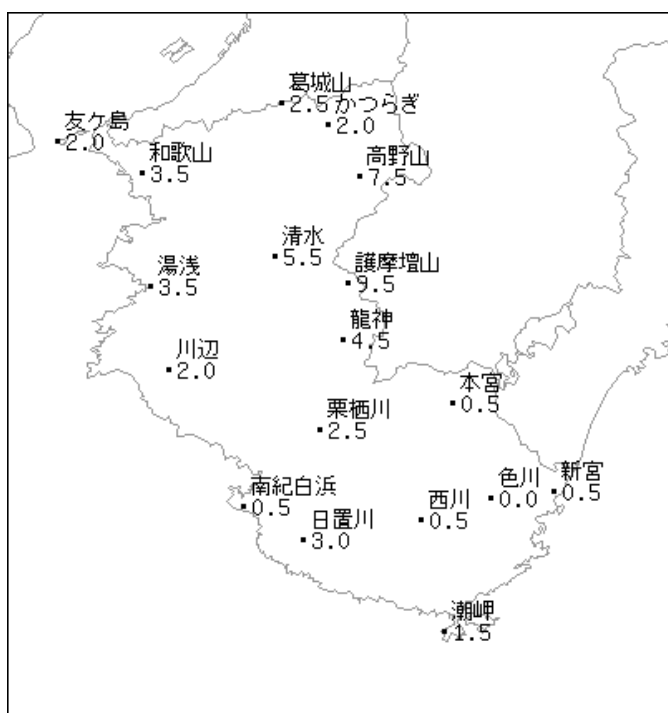 葛城山
2.5
かつらぎ
2.0
友ケ島
2.0
和歌山
3.5
高野山
7.5
清水
5.5
湯浅
3.5
護摩壇山
9.5
龍神
4.5
川辺
2.0
本宮
0.5
栗栖川
2.5
南紀白浜
0.5
日置川
3.0
西川
0.5
色川
0.0
新宮
0.5
潮岬
1.5